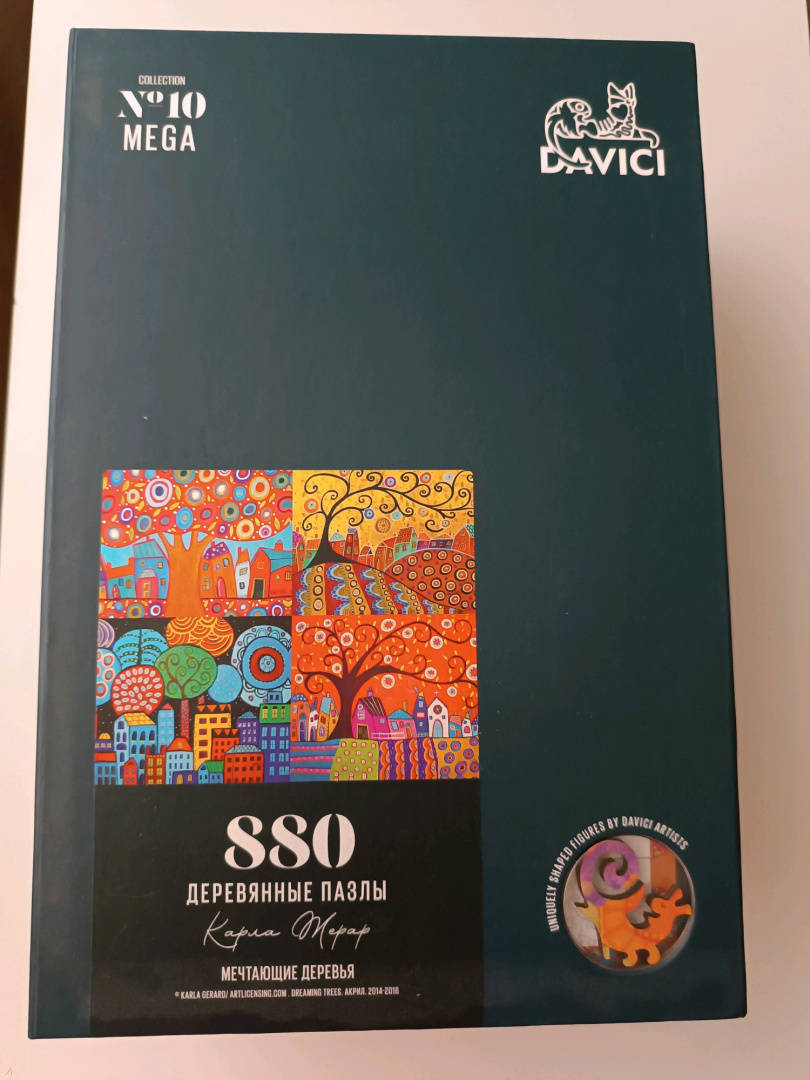 COLLECTION
№10
MEGA
DAVICI
880
ДЕРЕВЯННЫЕ ПАЗЛЫ
Карла Жерар
МЕЧТАЮЩИЕ ДЕРЕВЬЯ
© KARLA GERARD/ ARTLICENSING.COM . DREAMING TREES. АКРИЛ. 2014-2016
UNIQUELY SHAPED FIGURES BY DAVICI ARTISTS